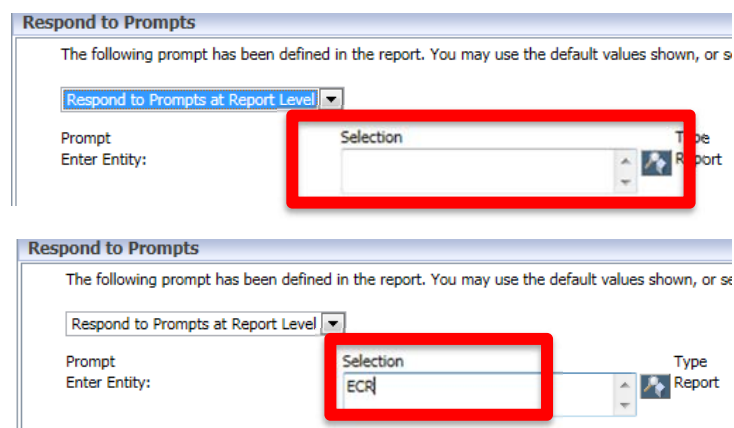 Respond to Prompts
The following prompt has been defined in the report. You may use the default values shown, or
Respond to Prompts at Report Level
Prompt Selection Type
Enter Entity: Report
Respond to Prompts
The following prompt has been defined in the report. You may use the default values shown, or
Respond to Prompts at Report Level
Prompt Selection Type
Enter Entity: ECR Report